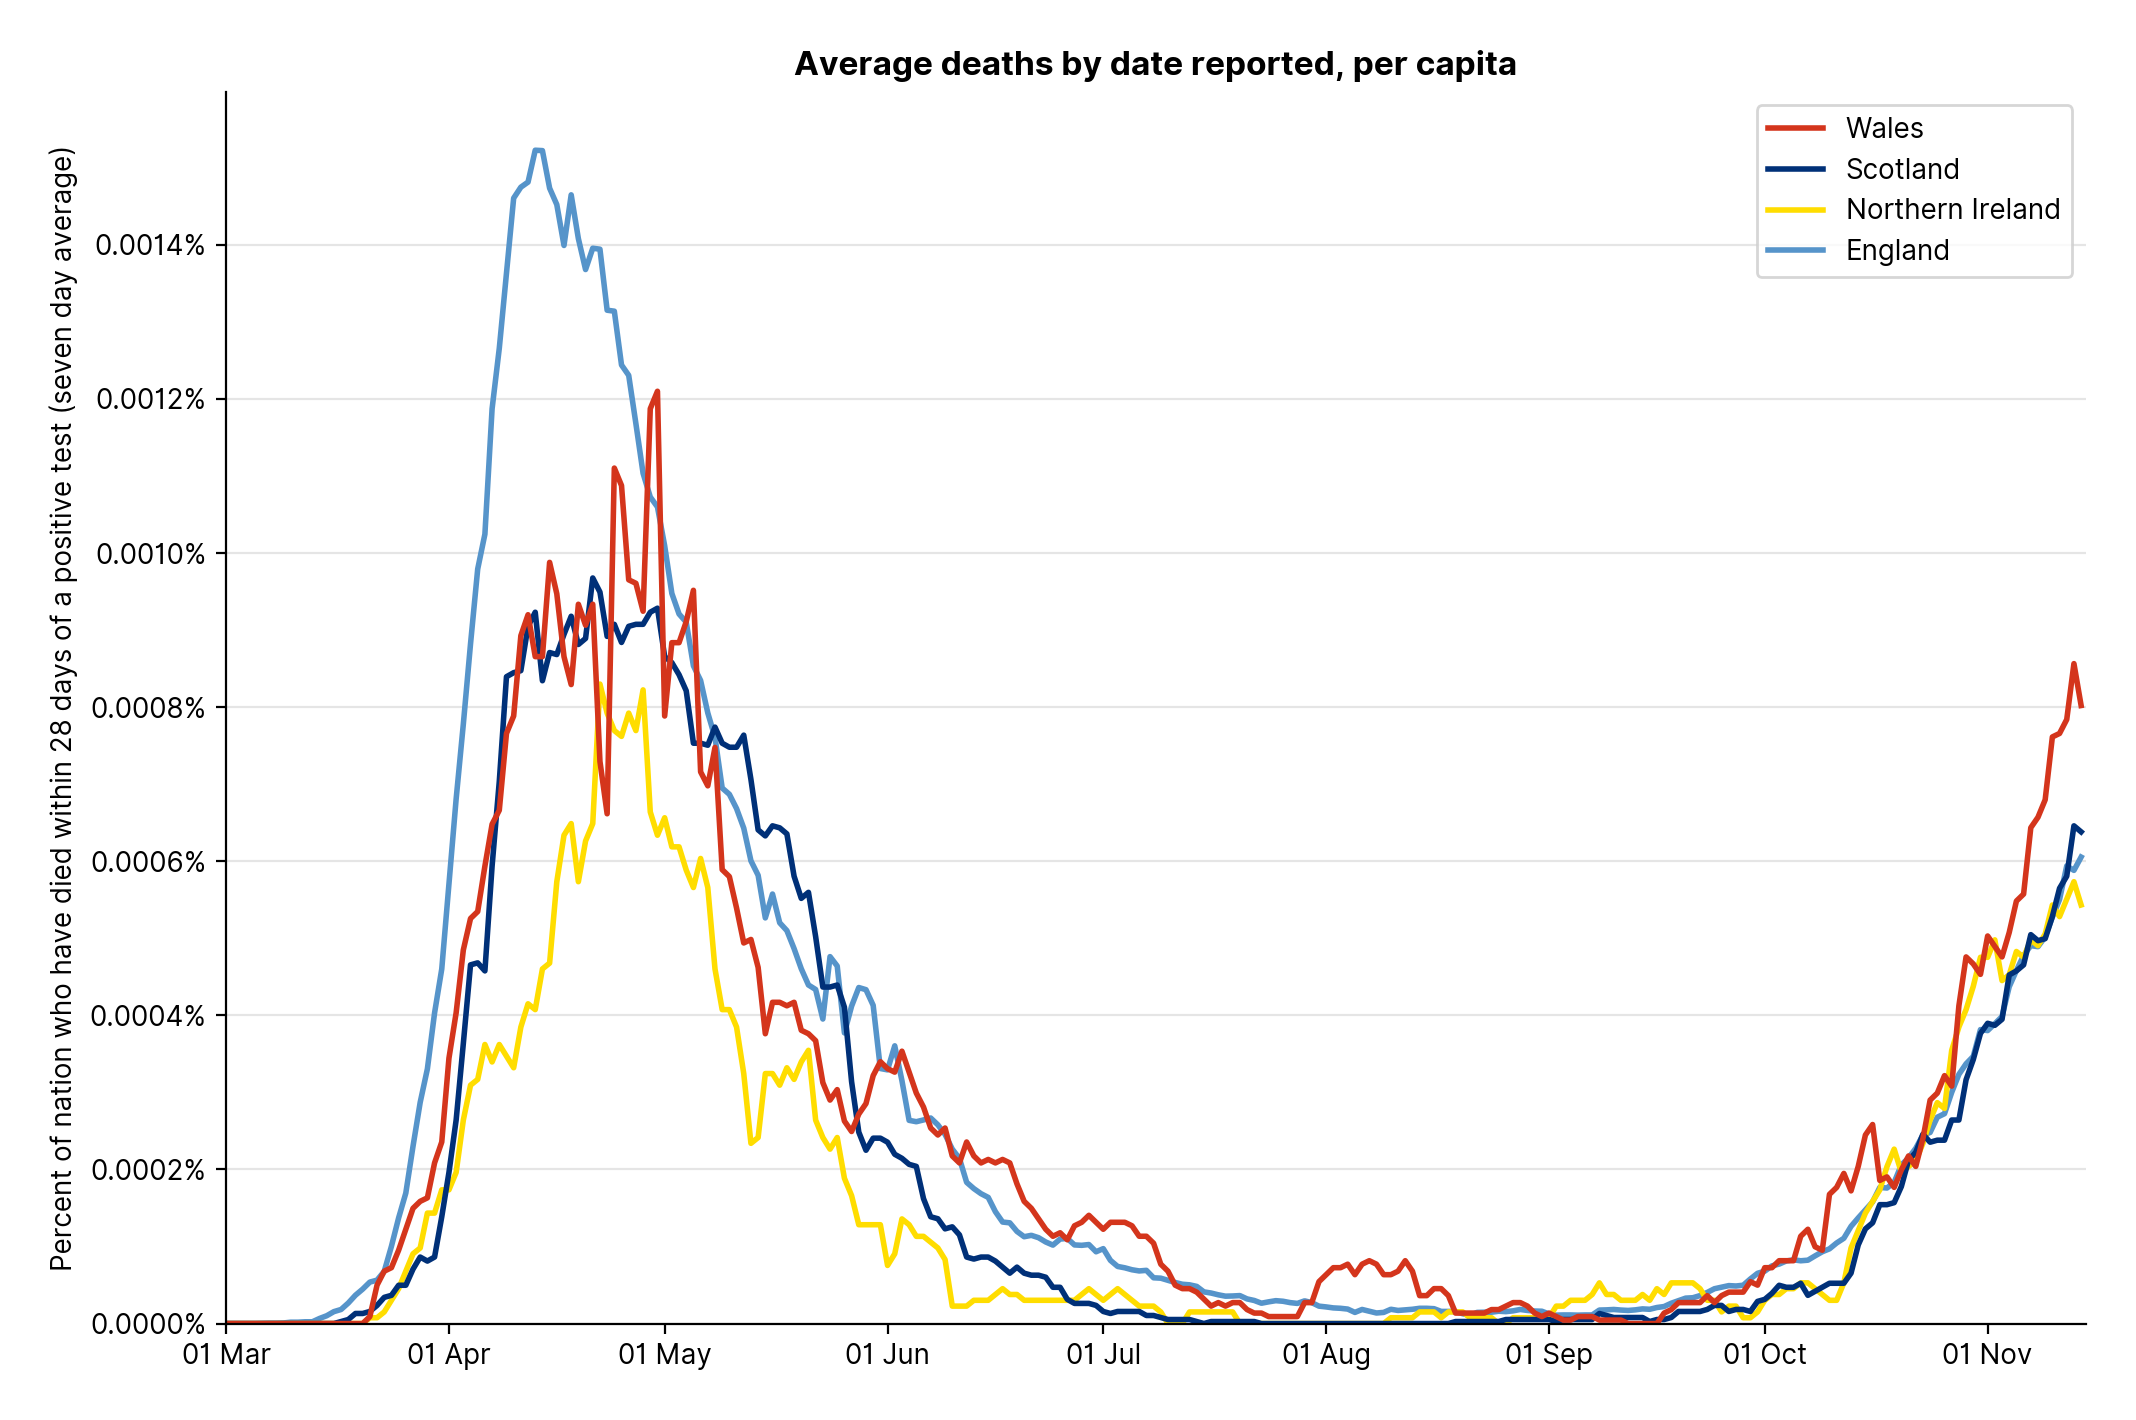 Average deaths by date reported, per capita
Wales
Scotland
Northern Ireland
England
Percent of nation who have died within 28 days of a positive test (seven day average)
0.0014%
0.0012%
0.0010%
0.0008%
0.0006%
0.0004%
0.0002%
0.0000%
01 Mar 01 Apr 01 May 01 Jun 01 Jul 01 Aug 01 Sep 01 Oct 01 Nov